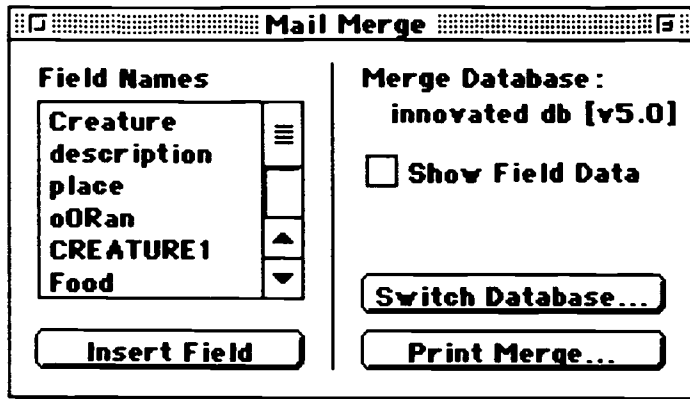 Mail Merge
Field Names
Creature
description
place
oORan
CREATURE1
Food
Insert Field
Merge Database:
innovated db [v5.0]
Show Field Data
Switch Database...
Print Merge...